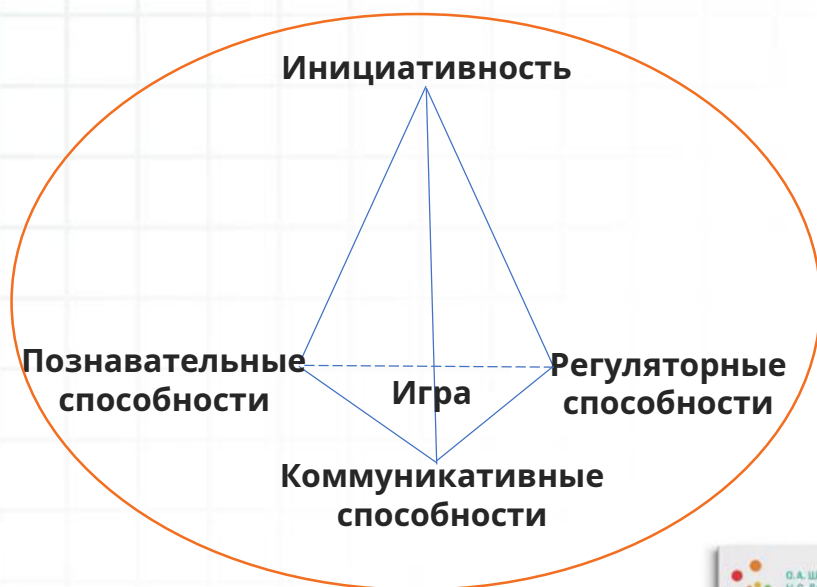 Инициативность
Познавательные
способности
Игра
Регуляторные
способности
Коммуникативные
способности